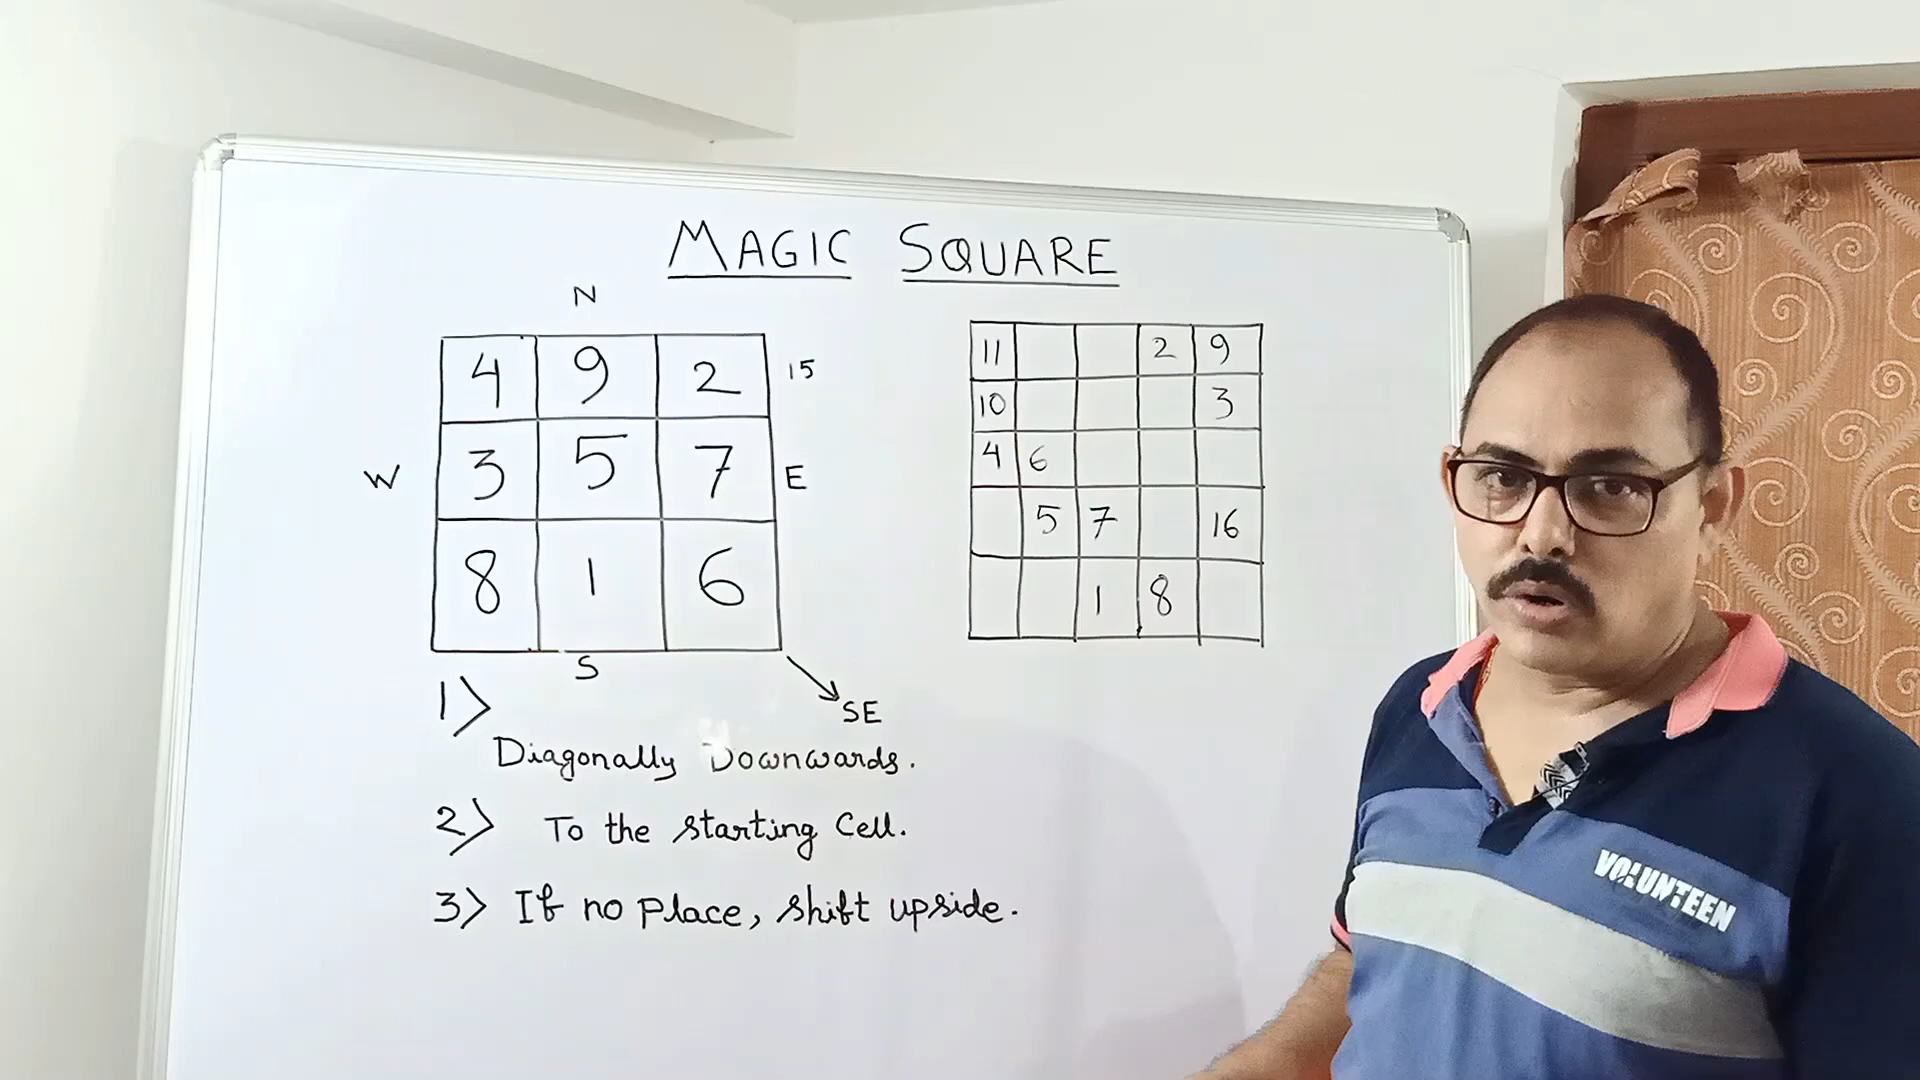 MAGIC SQUARE
N
4 9 2 15
W 3 5 7 E
8 1 6
S
SE
11 2 9
10 3
4 6
5 7 16
1 8
1>
Diagonally Downwards.
2> To the starting Cell.
3> If no place, shift upside.
VOLUNTEEN